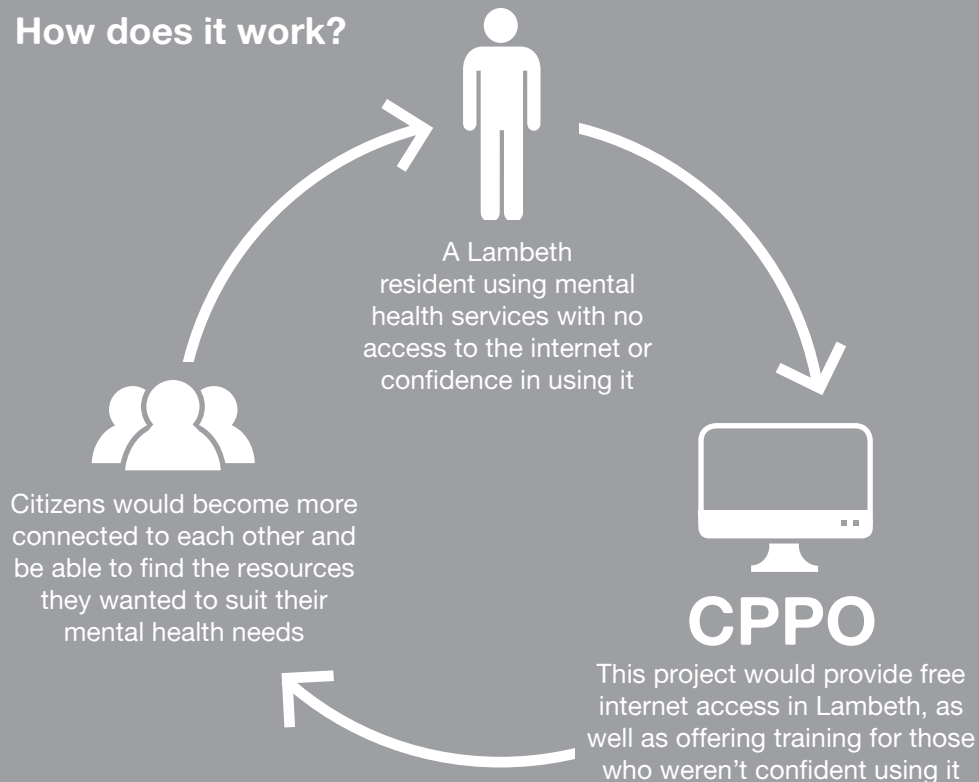 How does it work?
A Lambeth
resident using mental
health services with no
access to the internet or
confidence in using it
CPPO
This project would provide free
internet access in Lambeth, as
well as offering training for those
who weren't confident using it
Citizens would become more
connected to each other and
be able to find the resources
they wanted to suit their
mental health needs